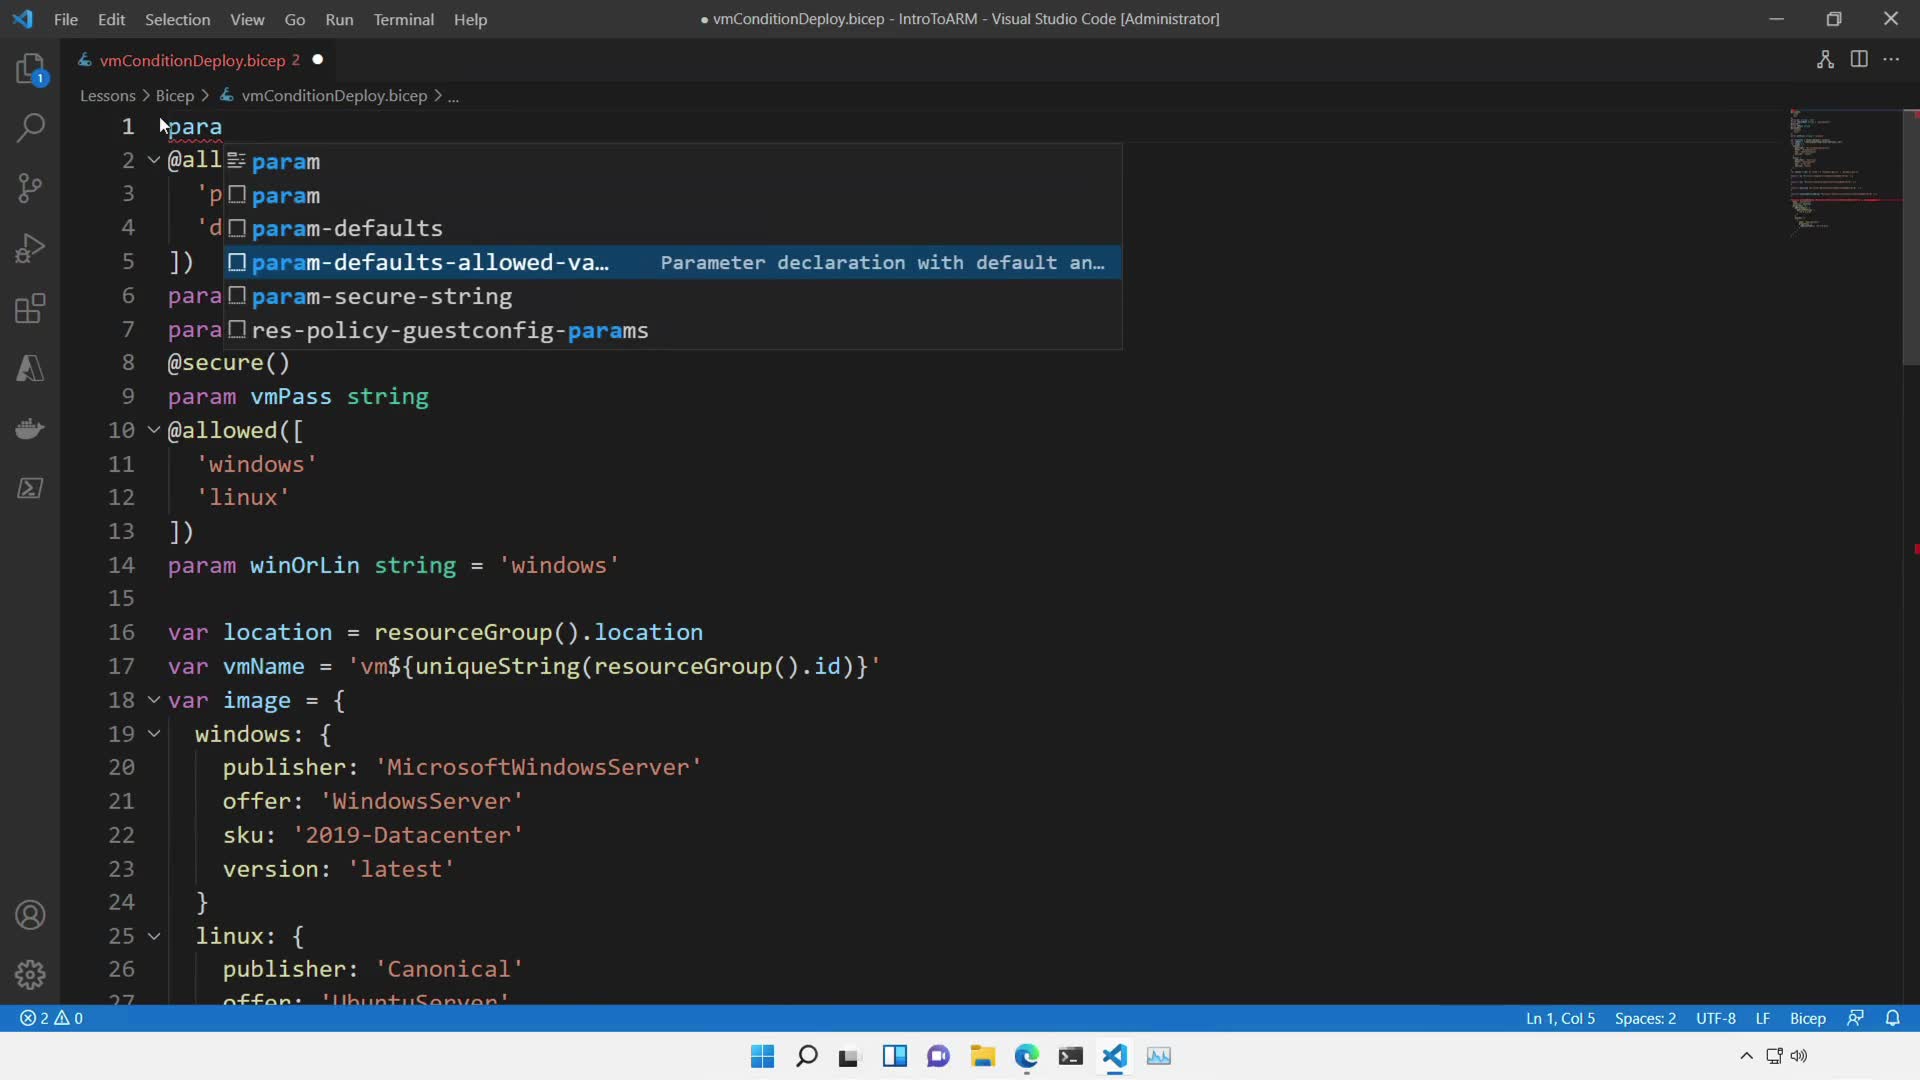 File Edit Selection View Go Run Terminal Help
● vmConditionDeploy.bicep - IntroToARM - Visual Studio Code [Administrator]
vmConditionDeploy.bicep 2 ●
1
Lessons > Bicep > vmConditionDeploy.bicep > ...
1 para
2 @all
3 'p
4 'd
5 ])
6 para
7 para
param
param
param-defaults
param-defaults-allowed-va… Parameter declaration with default an…
param-secure-string
res-policy-guestconfig-params
8 @secure()
9 param vmPass string
10 @allowed([
11 'windows'
12 'linux'
13 ])
14 param winOrLin string = 'windows'
15
16 var location = resourceGroup().location
17 var vmName = 'vm${uniqueString(resourceGroup().id)}'
18 var image = {
19 windows: {
20 publisher: 'MicrosoftWindowsServer'
21 offer: 'WindowsServer'
22 sku: '2019-Datacenter'
23 version: 'latest'
24 }
25 linux: {
26 publisher: 'Canonical'
27 offer: 'UbuntuServer'
2 0 Ln 1, Col 5 Spaces: 2 UTF-8 LF Bicep